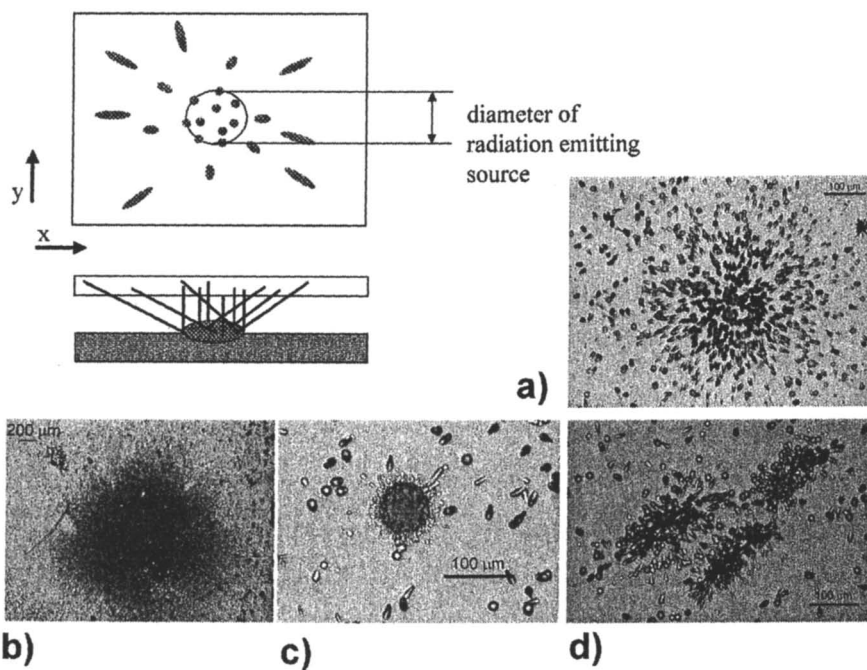 diameter of
radiation emitting
source
y
x
100 µm
a)
200 µm
100 µm
100 µm
b)
c)
d)